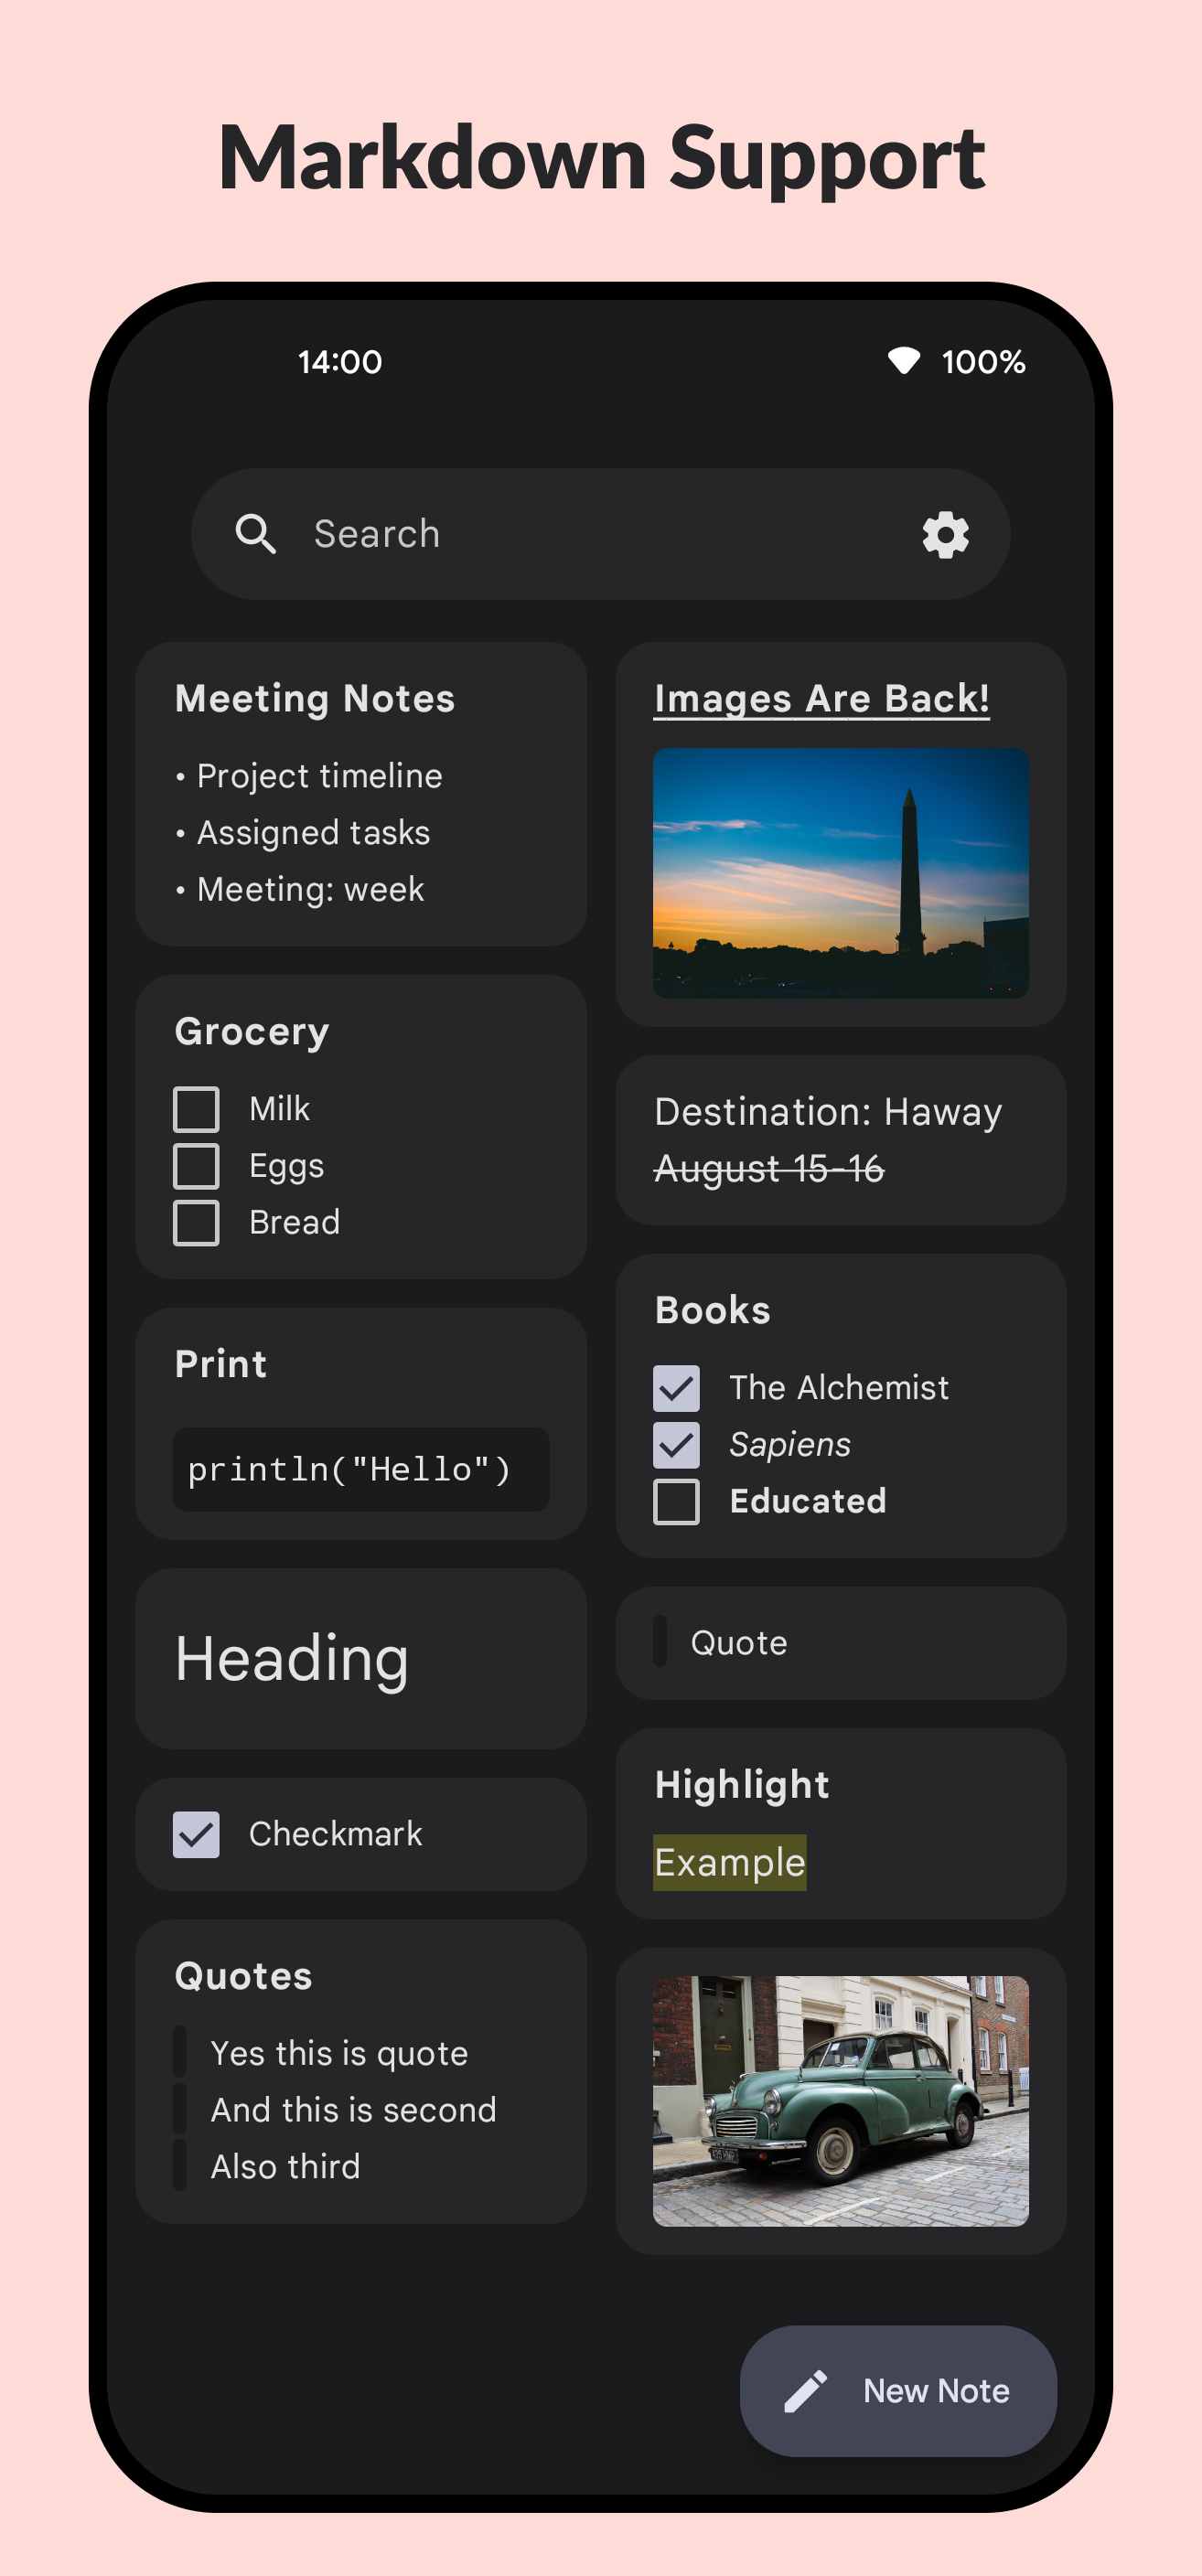 Markdown Support
14:00
100%
Search
Meeting Notes
• Project timeline
• Assigned tasks
• Meeting: week
Grocery
Milk
Eggs
Bread
Print
println("Hello")
Heading
Checkmark
Quotes
Yes this is quote
And this is second
Also third
Images Are Back!
Destination: Haway
August 15-16
Books
The Alchemist
Sapiens
Educated
Quote
Highlight
Example
New Note